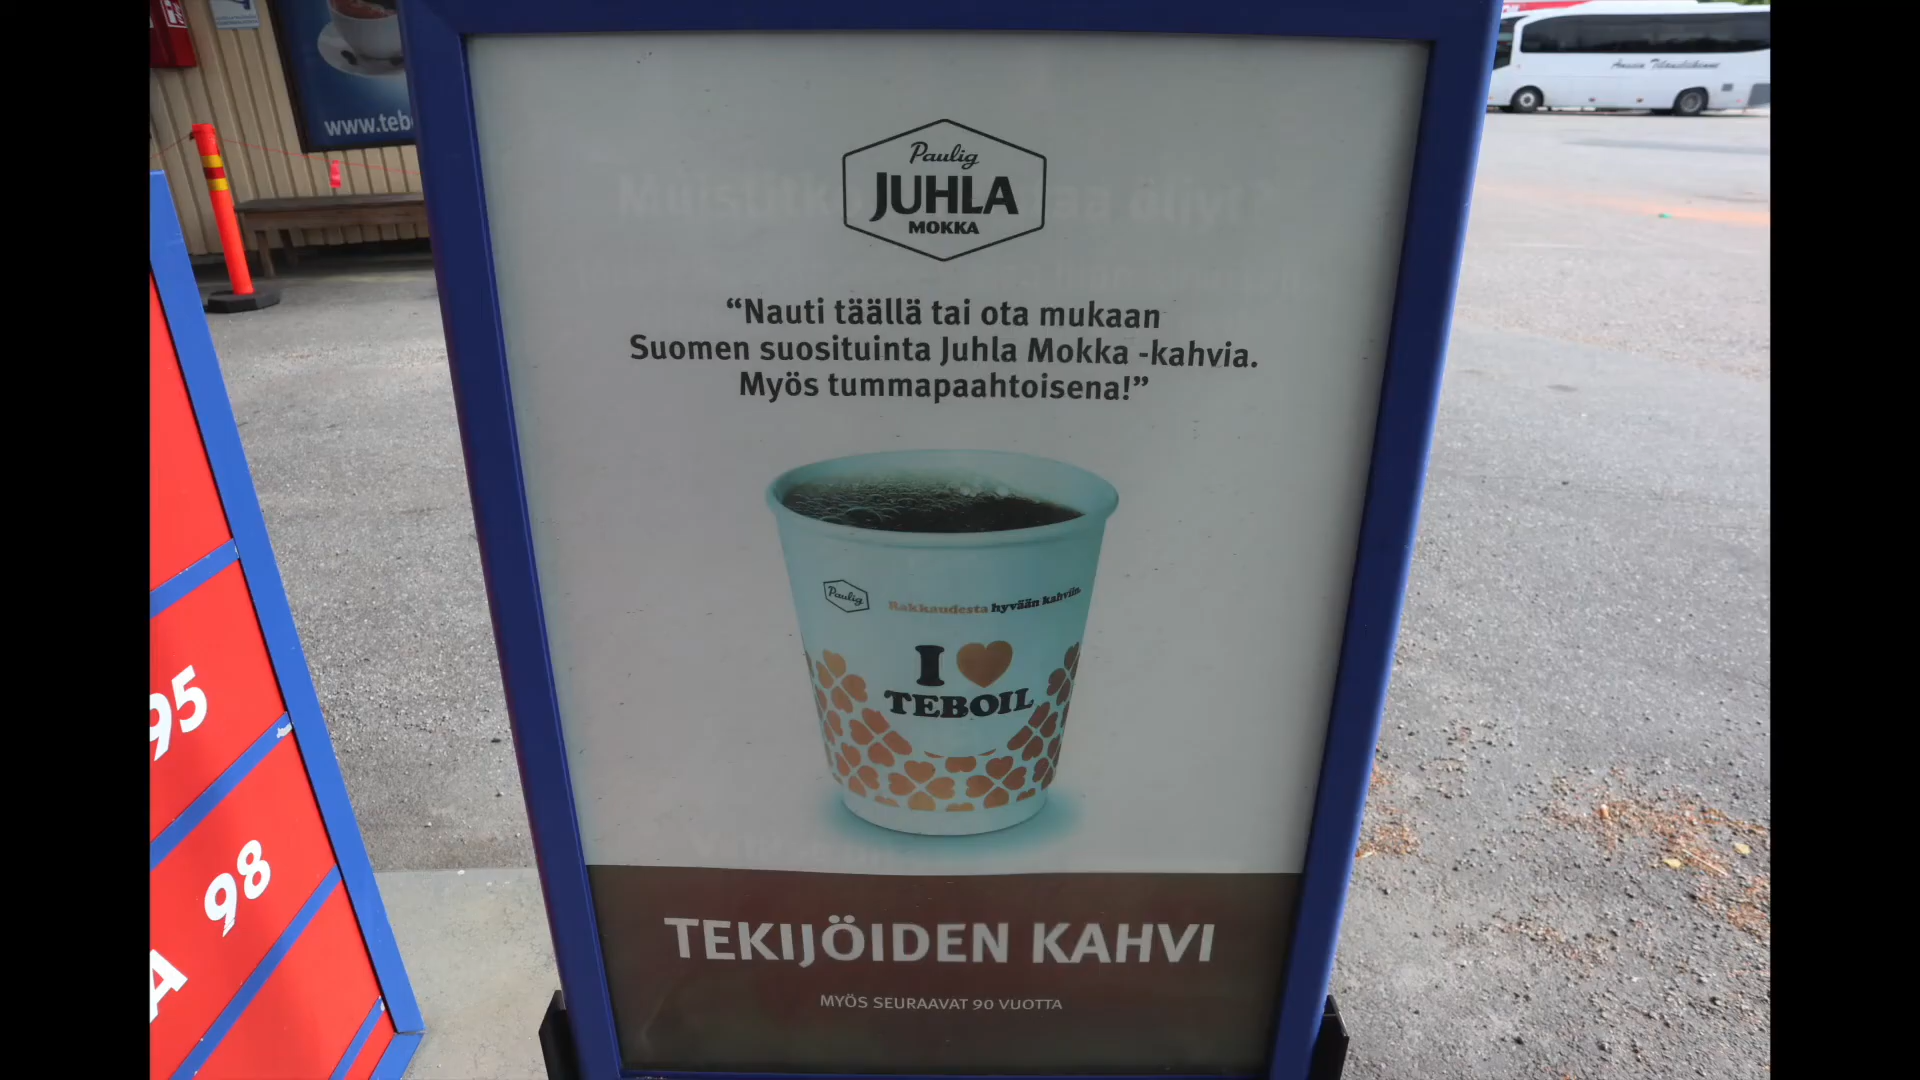 www.teb
Paulig
JUHLA
MOKKA
“Nauti täällä tai ota mukaan
Suomen suosituinta Juhla Mokka -kahvia.
Myös tummapaahtoisena!”
Paulig
Rakkaudesta hyvään kahviin.
I
TEBOIL
TEKIJÖIDEN KAHVI
MYÖS SEURAAVAT 90 VUOTTA
95
98
A